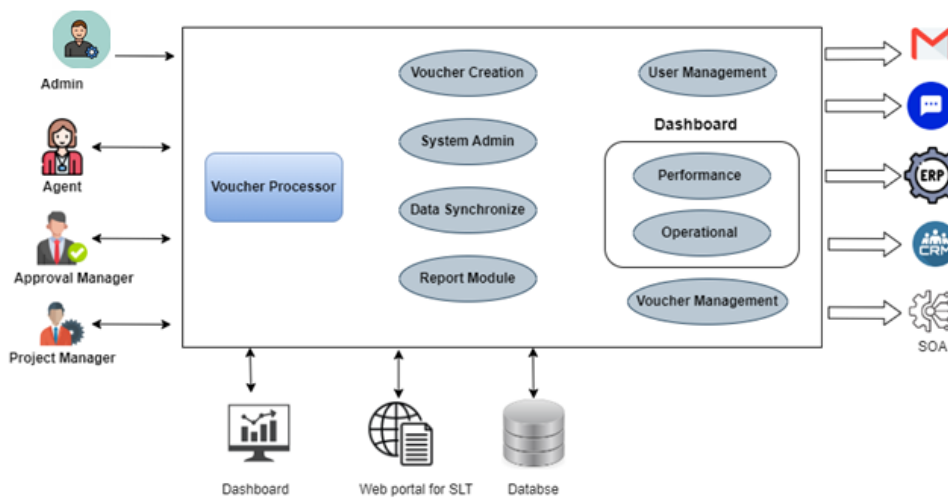 Admin
Agent
Approval Manager
Project Manager
Voucher Processor
Voucher Creation
System Admin
Data Synchronize
Report Module
User Management
Dashboard
Performance
Operational
Voucher Management
ERP
CRM
SOA
Dashboard
Web portal for SLT
Databse